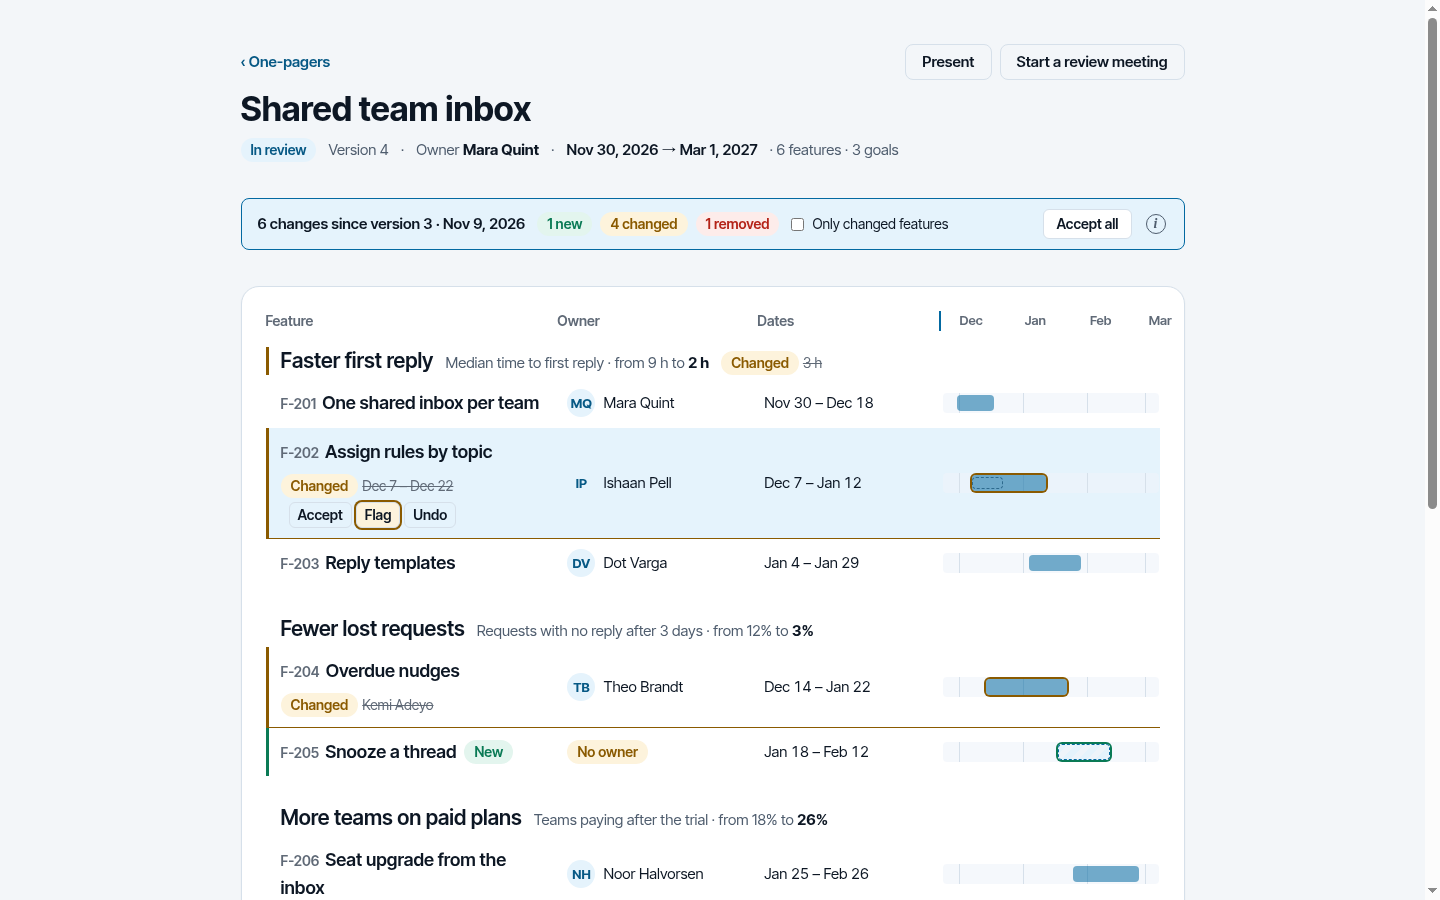 ‹ One-pagers
Present
Start a review meeting
Shared team inbox
In review Version 4 · Owner Mara Quint · Nov 30, 2026 → Mar 1, 2027 · 6 features · 3 goals
6 changes since version 3 · Nov 9, 2026 1 new 4 changed 1 removed Only changed features Accept all i
Feature Owner Dates Dec Jan Feb Mar
Faster first reply Median time to first reply · from 9 h to 2 h Changed 3 h
F-201 One shared inbox per team MQ Mara Quint Nov 30 – Dec 18
F-202 Assign rules by topic
Changed Dec 7 – Dec 22
IP Ishaan Pell Dec 7 – Jan 12
Accept Flag Undo
F-203 Reply templates DV Dot Varga Jan 4 – Jan 29
Fewer lost requests Requests with no reply after 3 days · from 12% to 3%
F-204 Overdue nudges
TB Theo Brandt Dec 14 – Jan 22
Changed Kemi Adeyo
F-205 Snooze a thread New No owner Jan 18 – Feb 12
More teams on paid plans Teams paying after the trial · from 18% to 26%
F-206 Seat upgrade from the
inbox
NH Noor Halvorsen Jan 25 – Feb 26